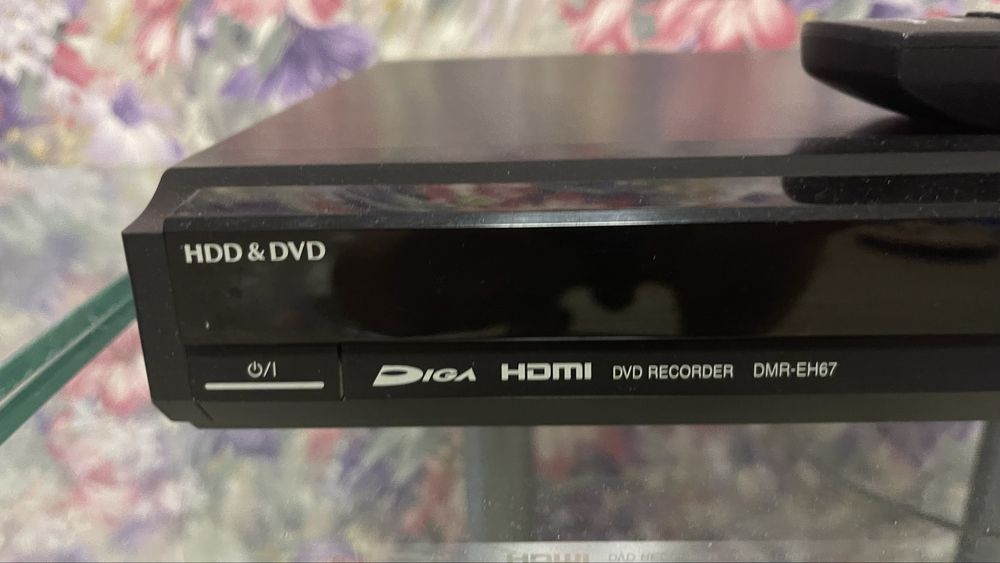 HDD & DVD
⏻/I DIGA HDMI DVD RECORDER DMR-EH67